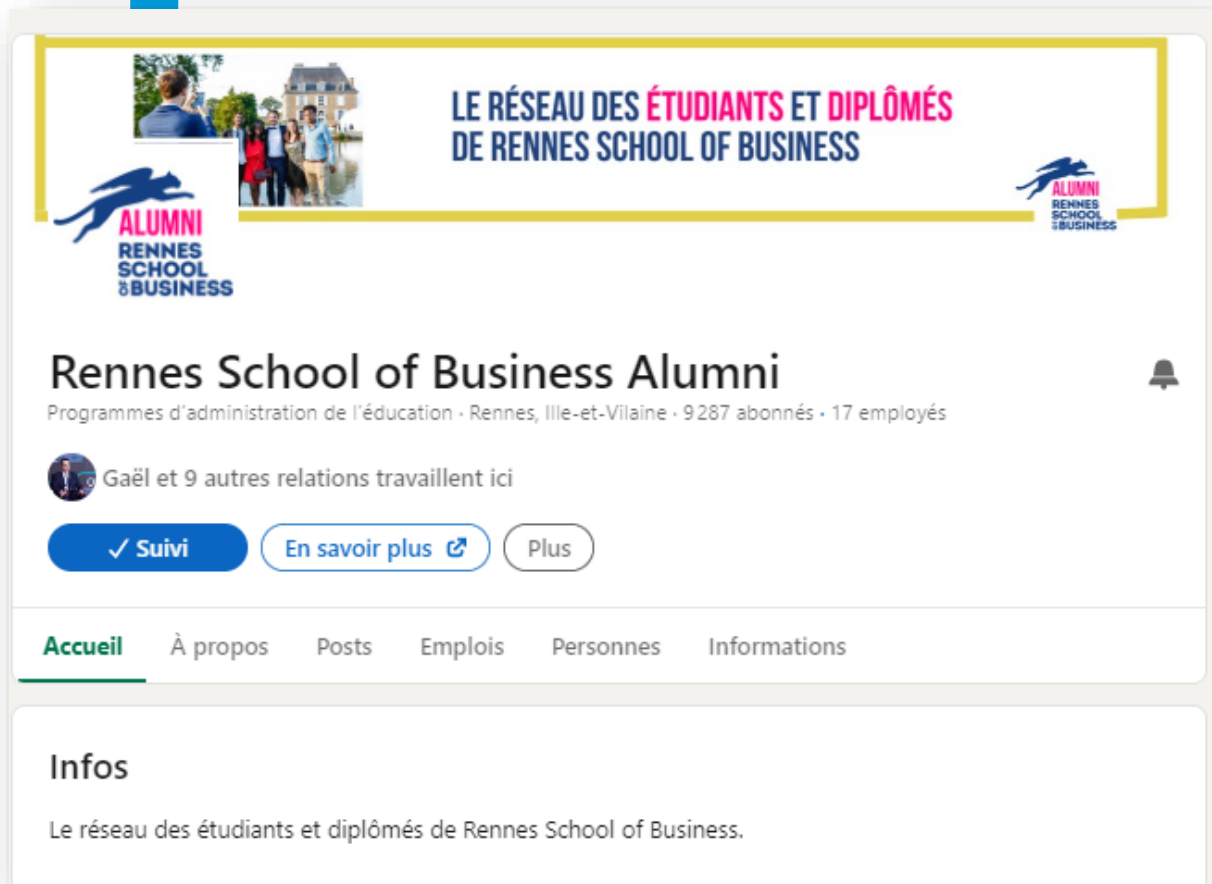 LE RÉSEAU DES ÉTUDIANTS ET DIPLÔMÉS
DE RENNES SCHOOL OF BUSINESS
ALUMNI
RENNES
SCHOOL
OF BUSINESS
ALUMNI
RENNES
SCHOOL
OF BUSINESS
Rennes School of Business Alumni
Programmes d'administration de l'éducation · Rennes, Ille-et-Vilaine · 9 287 abonnés · 17 employés
Gaël et 9 autres relations travaillent ici
✓ Suivi En savoir plus Plus
Accueil À propos Posts Emplois Personnes Informations
Infos
Le réseau des étudiants et diplômés de Rennes School of Business.